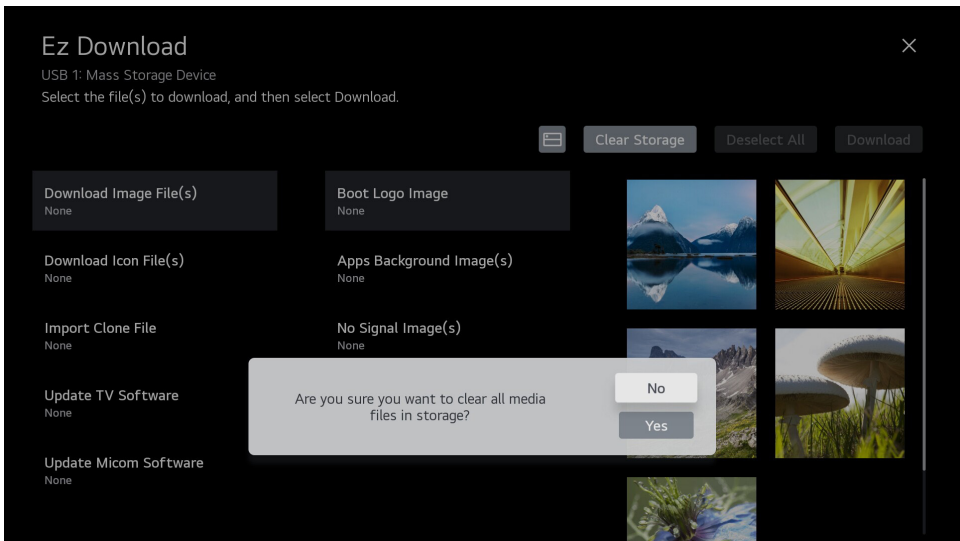 Ez Download
USB 1: Mass Storage Device
Select the file(s) to download, and then select Download.
Clear Storage
Deselect All
Download
Download Image File(s)
None
Boot Logo Image
None
Download Icon File(s)
None
Apps Background Image(s)
None
Import Clone File
None
No Signal Image(s)
None
Update TV Software
None
Update Micom Software
None
Are you sure you want to clear all media
files in storage?
No
Yes